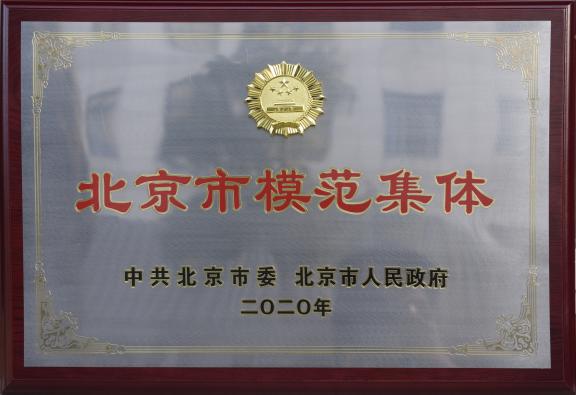 北京市模范集体
中共北京市委 北京市人民政府
二〇二〇年